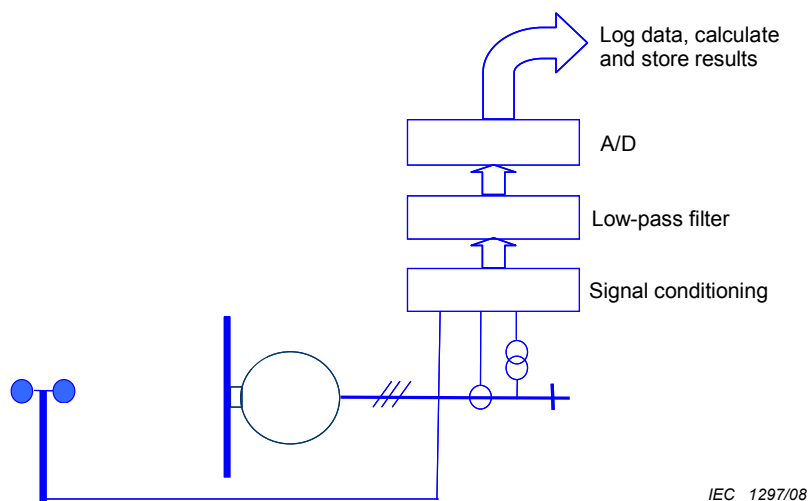 Log data, calculate
and store results
A/D
Low-pass filter
Signal conditioning
IEC 1297/08